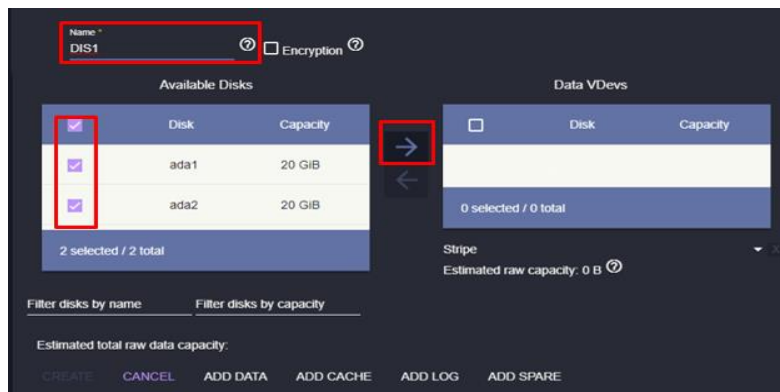 Name *
DIS1
Encryption
Available Disks
Data VDevs
Disk Capacity
Disk Capacity
ada1 20 GiB
ada2 20 GiB
0 selected / 0 total
2 selected / 2 total
Stripe
Estimated raw capacity: 0 B
Filter disks by name Filter disks by capacity
Estimated total raw data capacity:
CREATE CANCEL ADD DATA ADD CACHE ADD LOG ADD SPARE